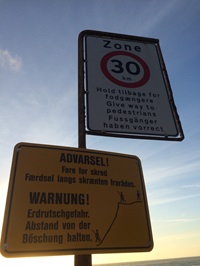 Zone
30
km
Hold tilbage for
fodgængere
Give way to
pedestrians
Fussgänger
haben vorrect
ADVARSEL!
Fare for skred
Færdsel langs skrænten frarådes.
WARNUNG!
Erdrutschgefahr.
Abstand von der
Böschung halten.